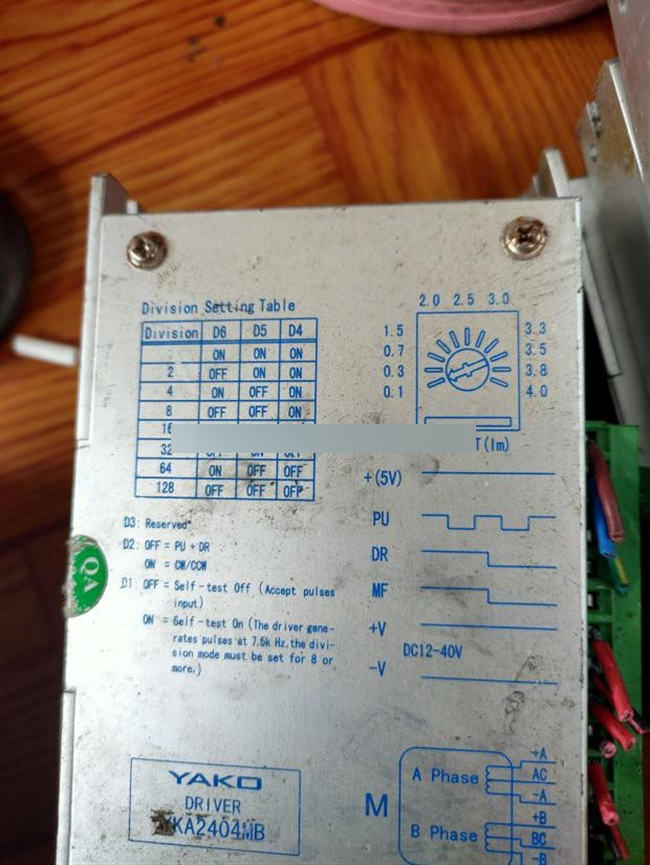 Division Setting Table
Division D6 D5 D4
ON ON ON
2 OFF ON ON
4 ON OFF ON
8 OFF OFF ON
16
32
64 ON OFF OFF
128 OFF OFF OFF
D3: Reserved
D2: OFF = PU + DR
ON = CW/CCW
D1: OFF = Self-test Off (Accept pulses
input)
ON = Self-test On (The driver gene-
rates pulses at 7.5k Hz, the divi-
sion mode must be set for 8 or
more.)
QA
YAKO
DRIVER
YKA2404MB
2.0 2.5 3.0
1.5 3.3
0.7 3.5
0.3 3.8
0.1 4.0
T(Im)
+(5V)
PU
DR
MF
+V
DC12-40V
-V
M
A Phase
B Phase
+A
AC
-A
+B
BC
-B